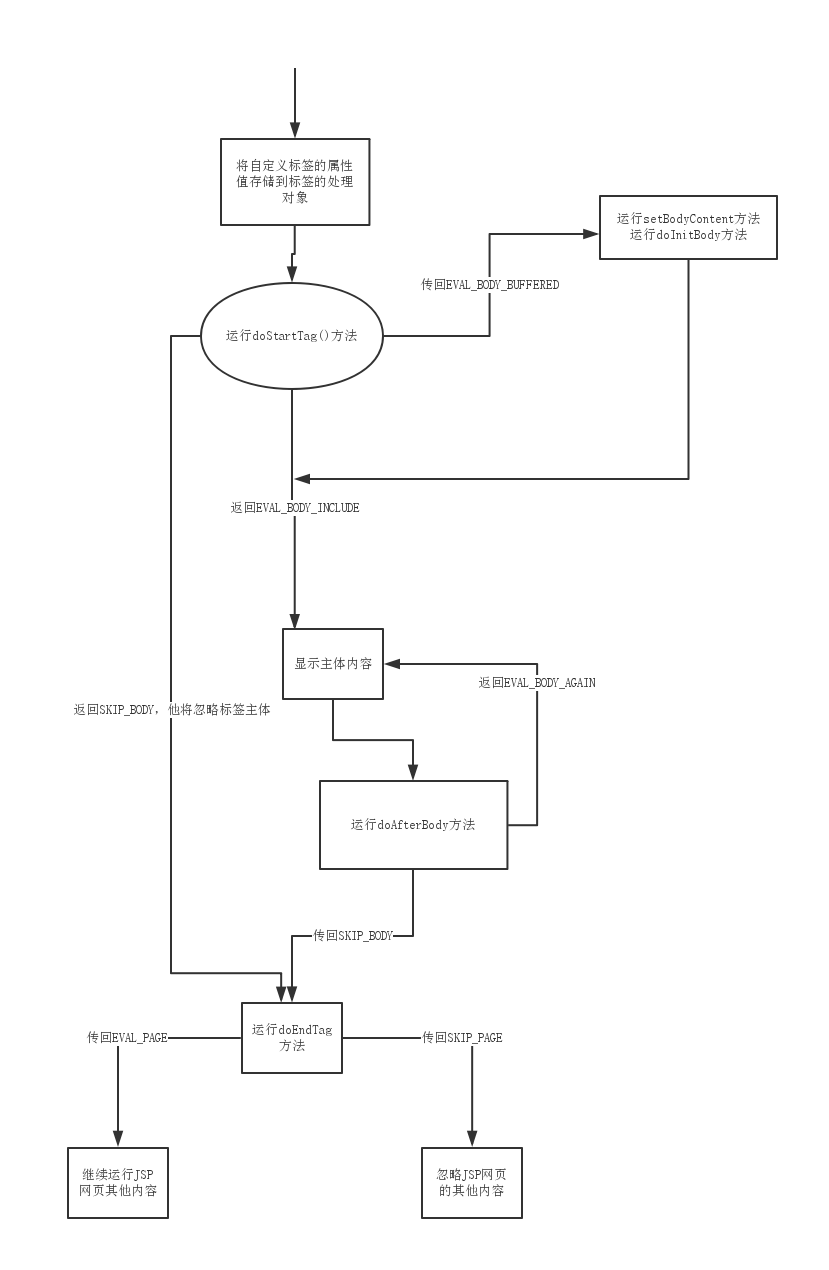 将自定义标签的属性
值存储到标签的处理
对象
运行setBodyContent方法
运行doInitBody方法
传回EVAL_BODY_BUFFERED
运行doStartTag()方法
返回EVAL_BODY_INCLUDE
显示主体内容
返回EVAL_BODY_AGAIN
返回SKIP_BODY，他将忽略标签主体
运行doAfterBody方法
传回SKIP_BODY
运行doEndTag
方法
传回EVAL_PAGE
传回SKIP_PAGE
继续运行JSP
网页其他内容
忽略JSP网页
的其他内容